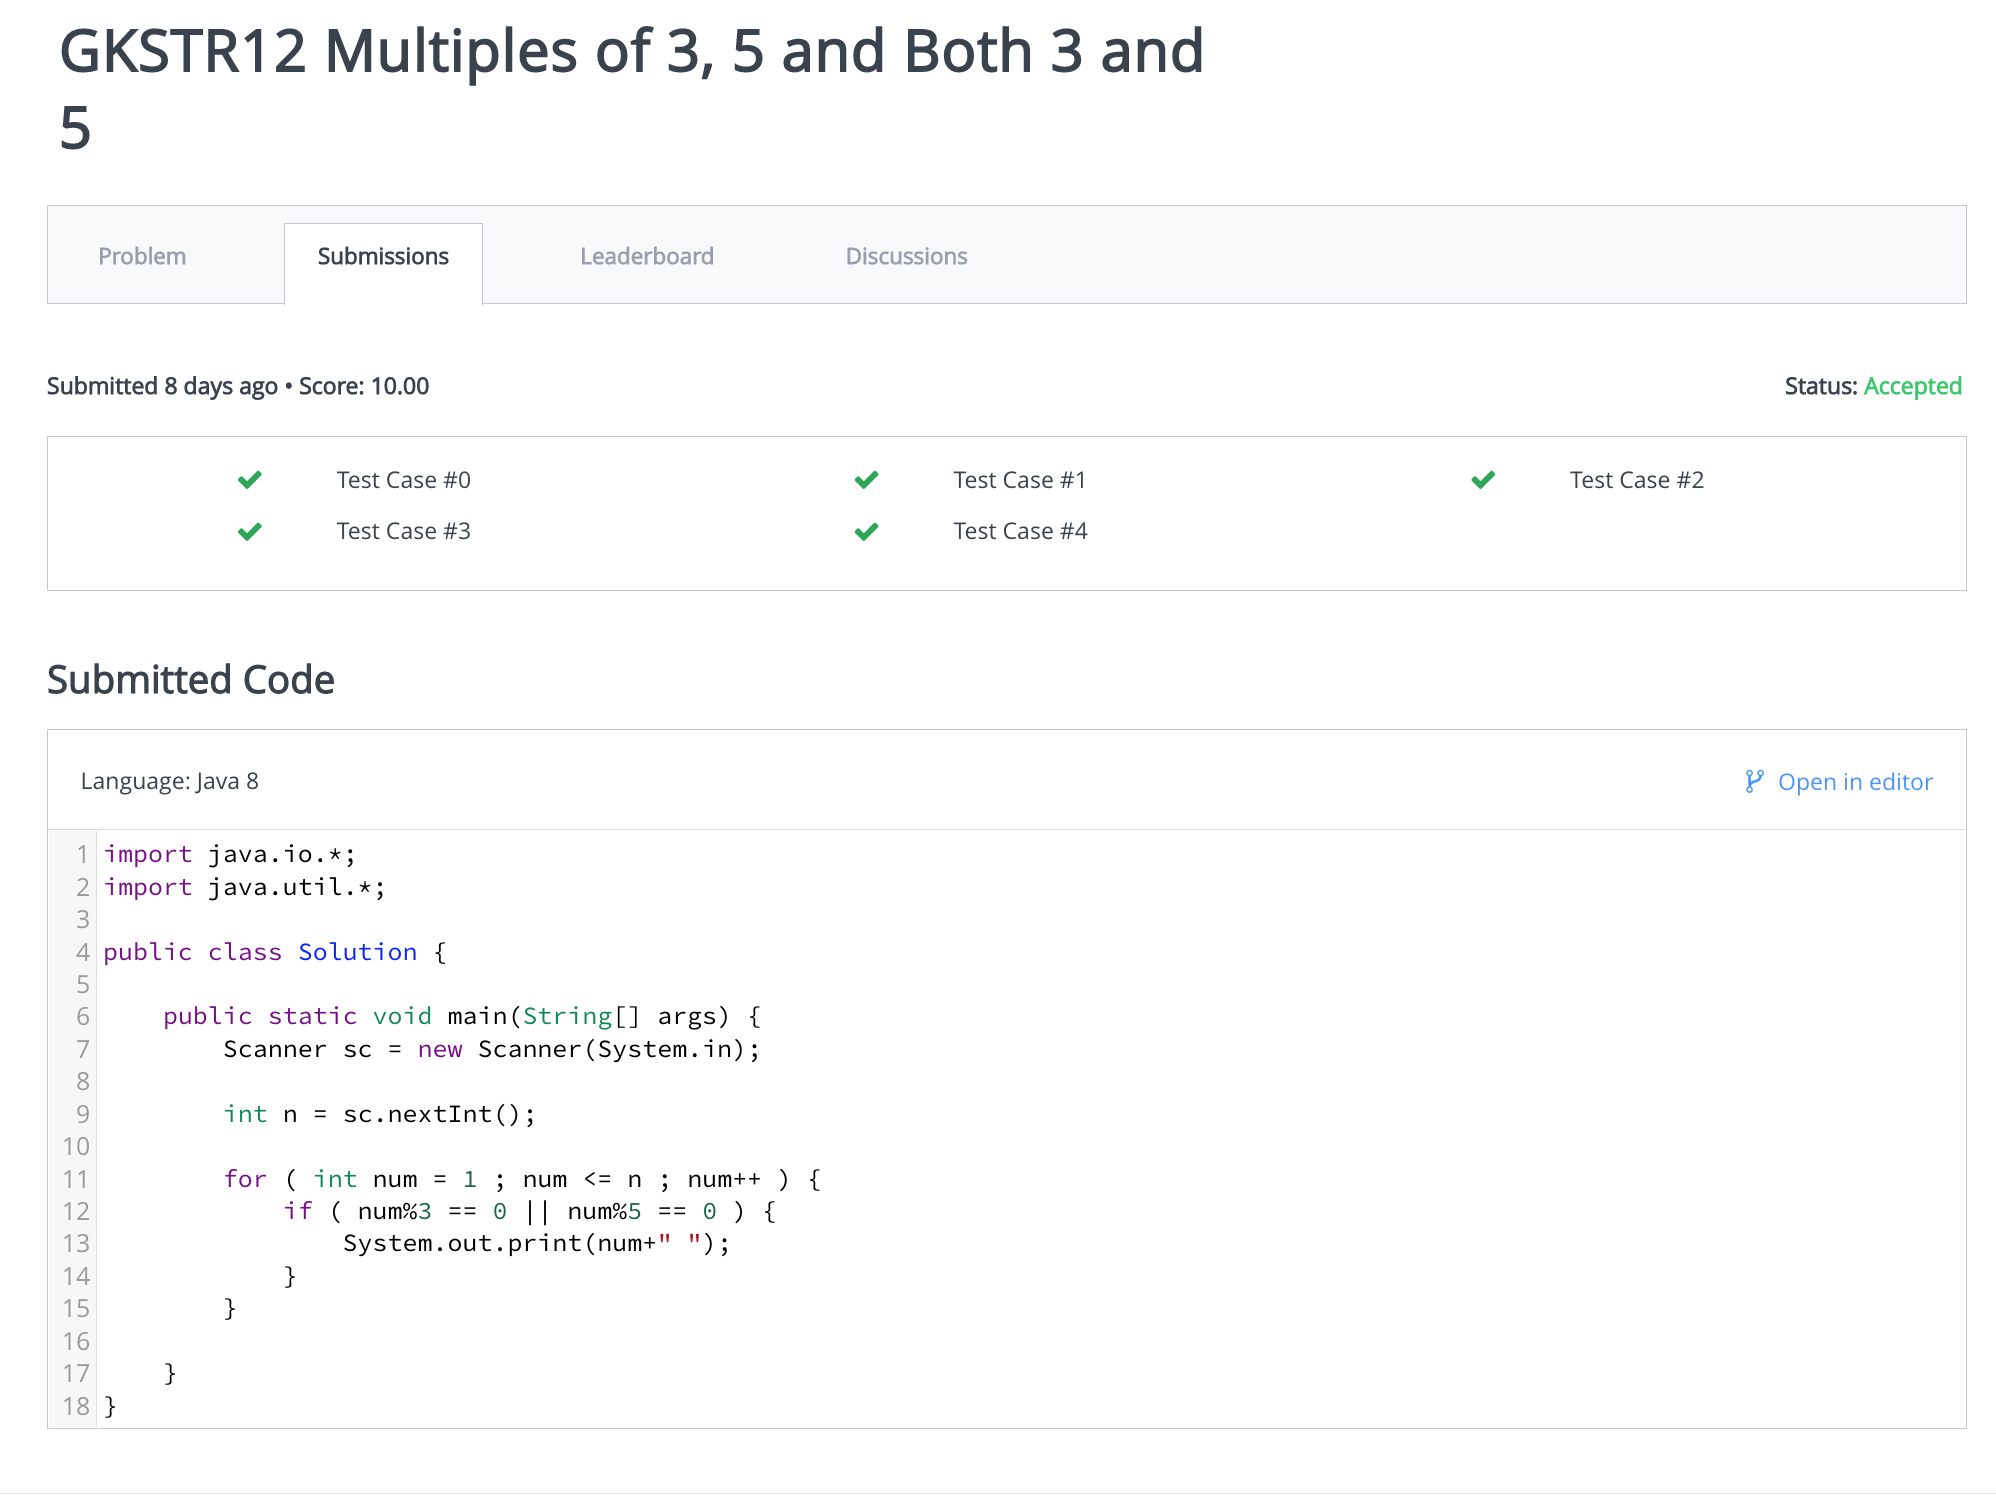 GKSTR12 Multiples of 3, 5 and Both 3 and
5
Problem
Submissions
Leaderboard
Discussions
Submitted 8 days ago • Score: 10.00
Status: Accepted
Test Case #0
Test Case #1
Test Case #2
Test Case #3
Test Case #4
Submitted Code
Language: Java 8
Open in editor
1 import java.io.*;
2 import java.util.*;
3
4 public class Solution {
5
6     public static void main(String[] args) {
7         Scanner sc = new Scanner(System.in);
8
9         int n = sc.nextInt();
10
11         for ( int num = 1 ; num <= n ; num++ ) {
12             if ( num%3 == 0 || num%5 == 0 ) {
13                 System.out.print(num+" ");
14             }
15         }
16
17     }
18 }